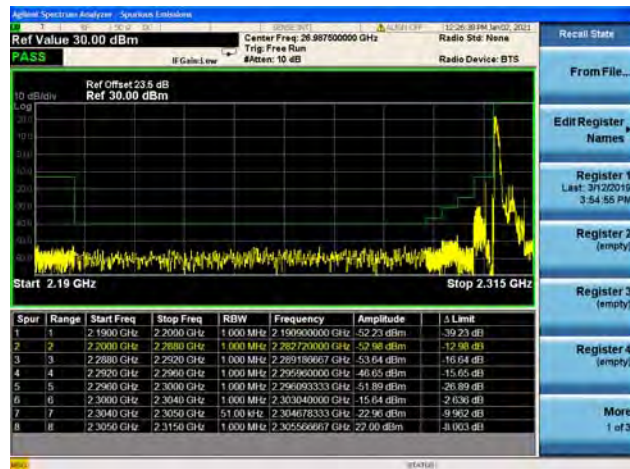 Agilent Spectrum Analyzer - Spurious Emissions
RF 50 Ω DC SENSE:INT ALIGN OFF 12:26:30 PM Jan 02, 2021
Ref Value 30.00 dBm Center Freq: 26.987500000 GHz Radio Std: None
Trig: Free Run
PASS IFGain:Low #Atten: 10 dB Radio Device: BTS
Ref Offset 23.5 dB
10 dB/div Ref 30.00 dBm
Log
Start 2.19 GHz Stop 2.315 GHz
Spur Range Start Freq Stop Freq RBW Frequency Amplitude Δ Limit
1 1 2.1900 GHz 2.2000 GHz 1.000 MHz 2.190900000 GHz -52.23 dBm -39.23 dB
2 2 2.2000 GHz 2.2880 GHz 1.000 MHz 2.282720000 GHz -52.98 dBm -12.98 dB
3 3 2.2880 GHz 2.2920 GHz 1.000 MHz 2.289186667 GHz -53.64 dBm -16.64 dB
4 4 2.2920 GHz 2.2960 GHz 1.000 MHz 2.295960000 GHz -46.65 dBm -15.65 dB
5 5 2.2960 GHz 2.3000 GHz 1.000 MHz 2.296093333 GHz -51.89 dBm -26.89 dB
6 6 2.3000 GHz 2.3040 GHz 1.000 MHz 2.303040000 GHz -15.64 dBm -2.636 dB
7 7 2.3040 GHz 2.3050 GHz 51.00 kHz 2.304678333 GHz -22.96 dBm -9.962 dB
8 8 2.3050 GHz 2.3150 GHz 1.000 MHz 2.305566667 GHz 22.00 dBm -8.003 dB
MSG STATUS
Recall State
From File...
Edit Register
Names
Register 1
Last: 3/12/2019
3:54:55 PM
Register 2
(empty)
Register 3
(empty)
Register 4
(empty)
More
1 of 3